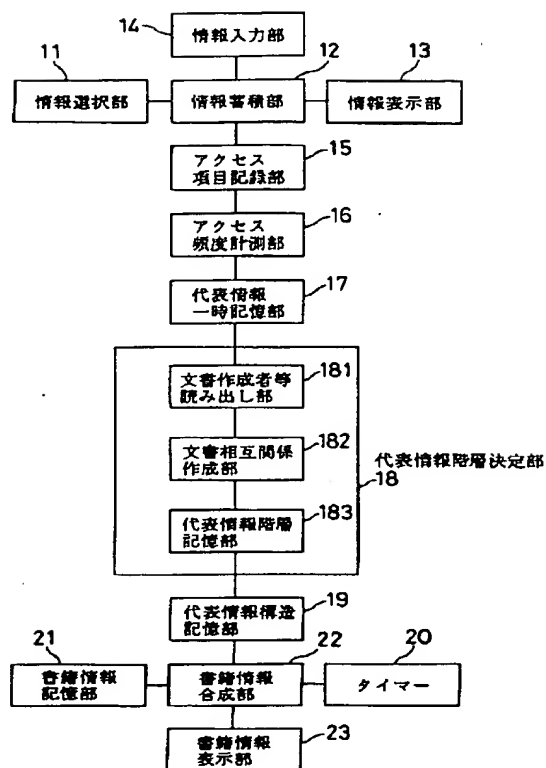 14
情報入力部
11
12
13
情報選択部
情報蓄積部
情報表示部
15
アクセス
項目記録部
16
アクセス
頻度計測部
17
代表情報
一時記憶部
181
文書作成者等
読み出し部
182
文書相互関係
作成部
代表情報階層決定部
18
183
代表情報階層
記憶部
19
代表情報構造
記憶部
21
22
20
書籍情報
記憶部
書籍情報
合成部
タイマー
23
書籍情報
表示部